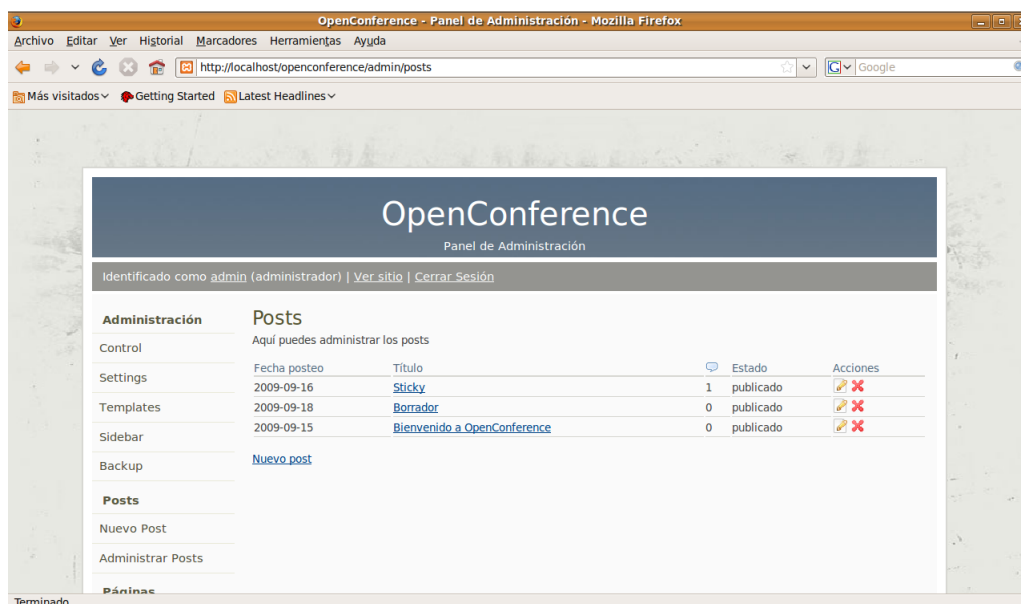 OpenConference - Panel de Administración - Mozilla Firefox
Archivo Editar Ver Historial Marcadores Herramientas Ayuda
http://localhost/openconference/admin/posts
G Google
Más visitados Getting Started Latest Headlines
OpenConference
Panel de Administración
Identificado como admin (administrador) | Ver sitio | Cerrar Sesión
Administración
Control
Settings
Templates
Sidebar
Backup
Posts
Nuevo Post
Administrar Posts
Páginas
Posts
Aquí puedes administrar los posts
Fecha posteo Título Estado Acciones
2009-09-16 Sticky 1 publicado
2009-09-18 Borrador 0 publicado
2009-09-15 Bienvenido a OpenConference 0 publicado
Nuevo post
Terminado